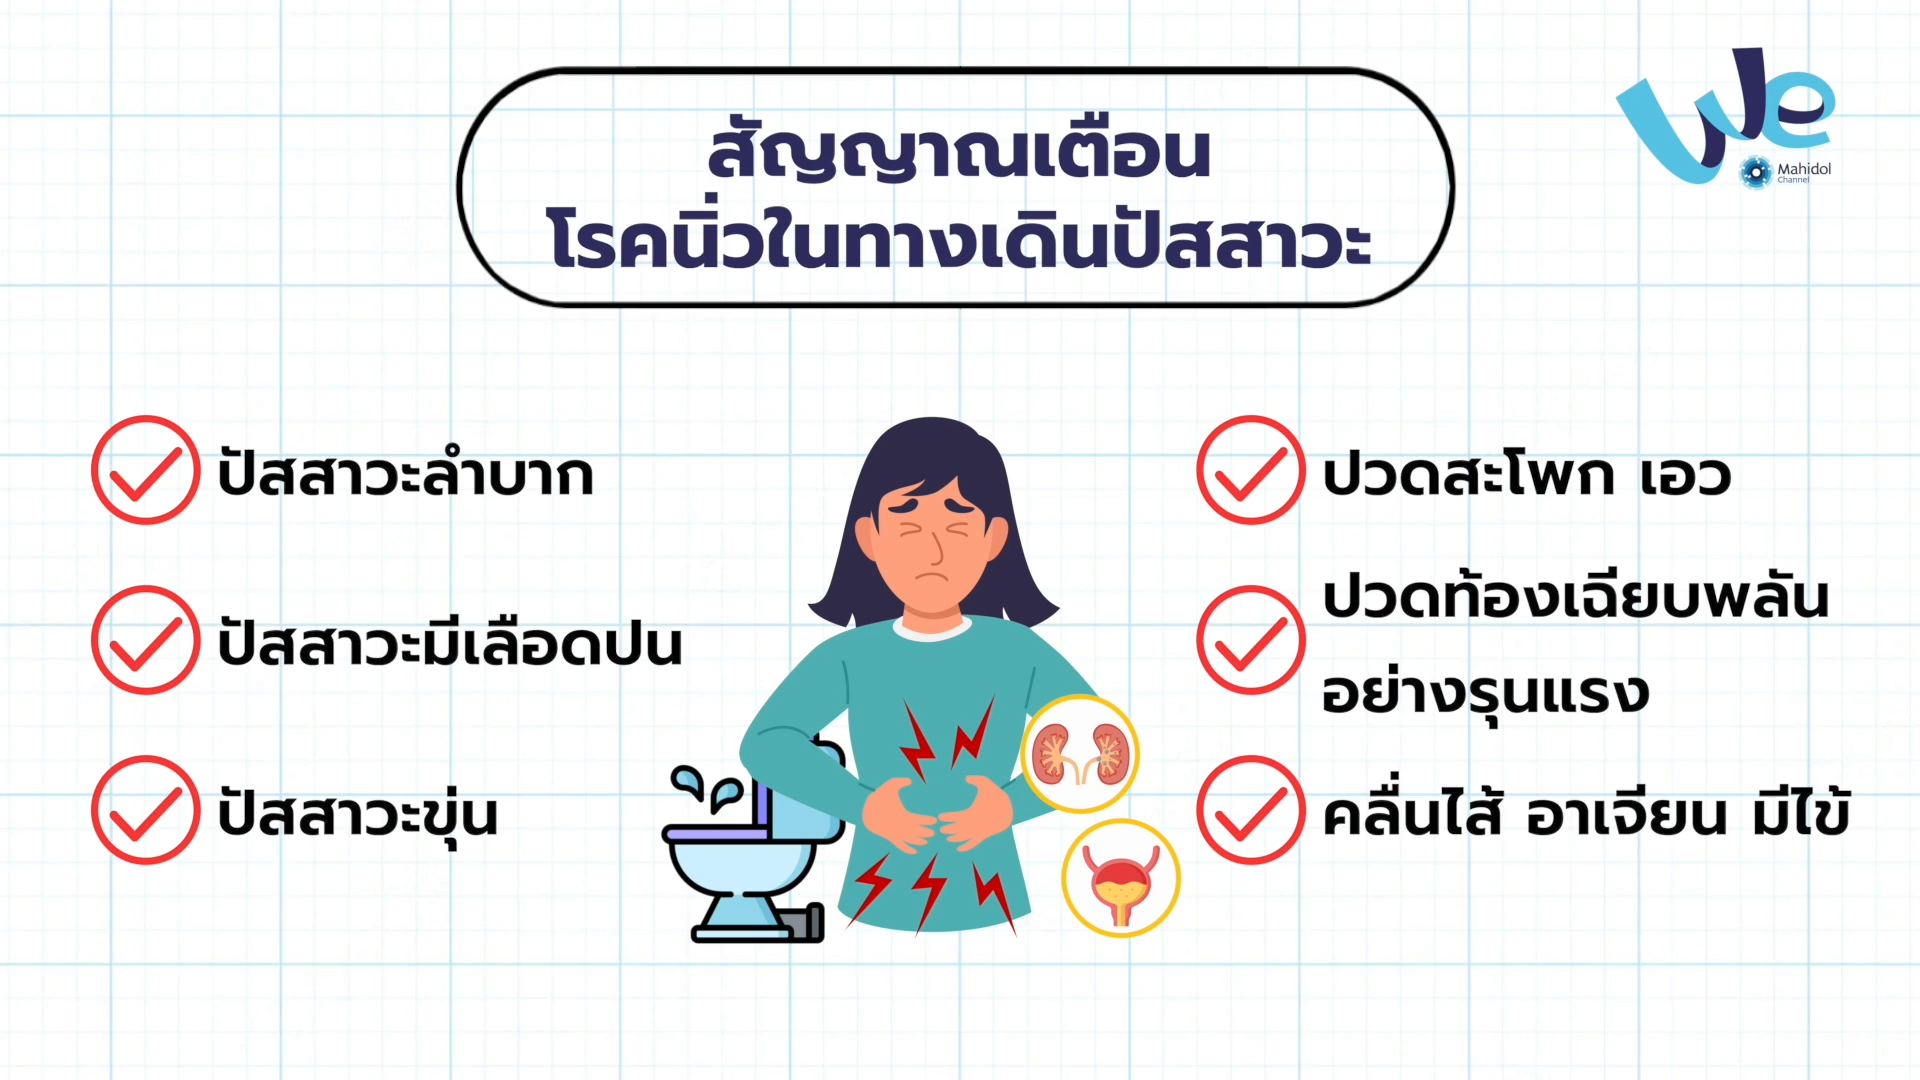 สัญญาณเตือน
โรคนิ่วในทางเดินปัสสาวะ
We
Mahidol
Channel
ปัสสาวะลำบาก
ปัสสาวะมีเลือดปน
ปัสสาวะขุ่น
ปวดสะโพก เอว
ปวดท้องเฉียบพลัน
อย่างรุนแรง
คลื่นไส้ อาเจียน มีไข้